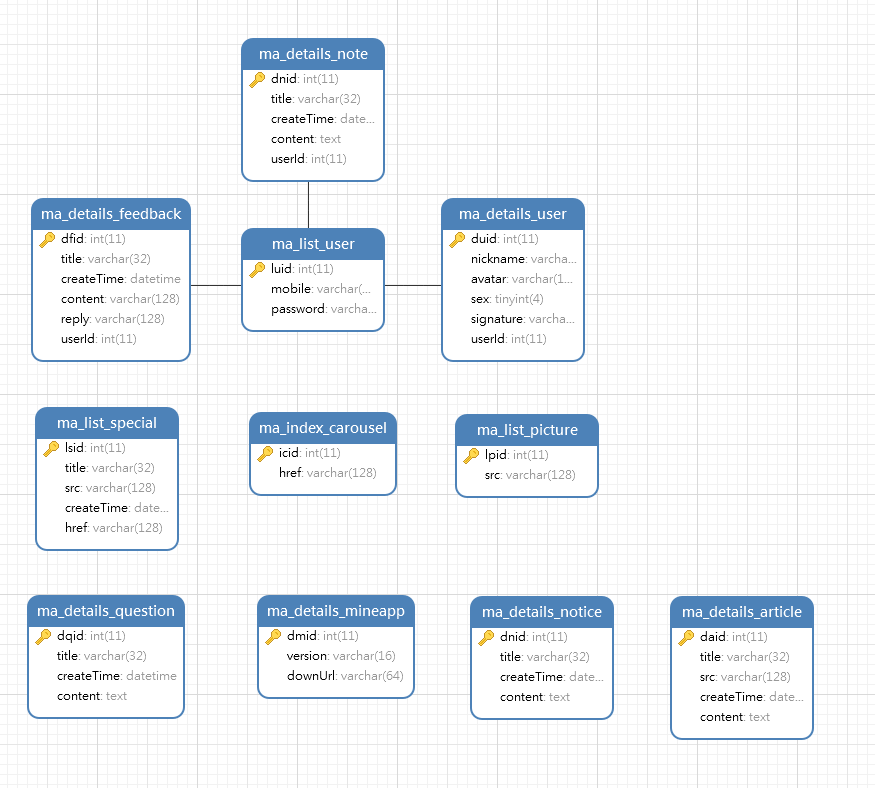 ma_details_note
dnid: int(11)
title: varchar(32)
createTime: date...
content: text
userId: int(11)
ma_details_feedback
dfid: int(11)
title: varchar(32)
createTime: datetime
content: varchar(128)
reply: varchar(128)
userId: int(11)
ma_list_user
luid: int(11)
mobile: varchar(...
password: varcha...
ma_details_user
duid: int(11)
nickname: varcha...
avatar: varchar(1...
sex: tinyint(4)
signature: varcha...
userId: int(11)
ma_list_special
lsid: int(11)
title: varchar(32)
src: varchar(128)
createTime: date...
href: varchar(128)
ma_index_carousel
icid: int(11)
href: varchar(128)
ma_list_picture
lpid: int(11)
src: varchar(128)
ma_details_question
dqid: int(11)
title: varchar(32)
createTime: datetime
content: text
ma_details_mineapp
dmid: int(11)
version: varchar(16)
downUrl: varchar(64)
ma_details_notice
dnid: int(11)
title: varchar(32)
createTime: date...
content: text
ma_details_article
daid: int(11)
title: varchar(32)
src: varchar(128)
createTime: date...
content: text